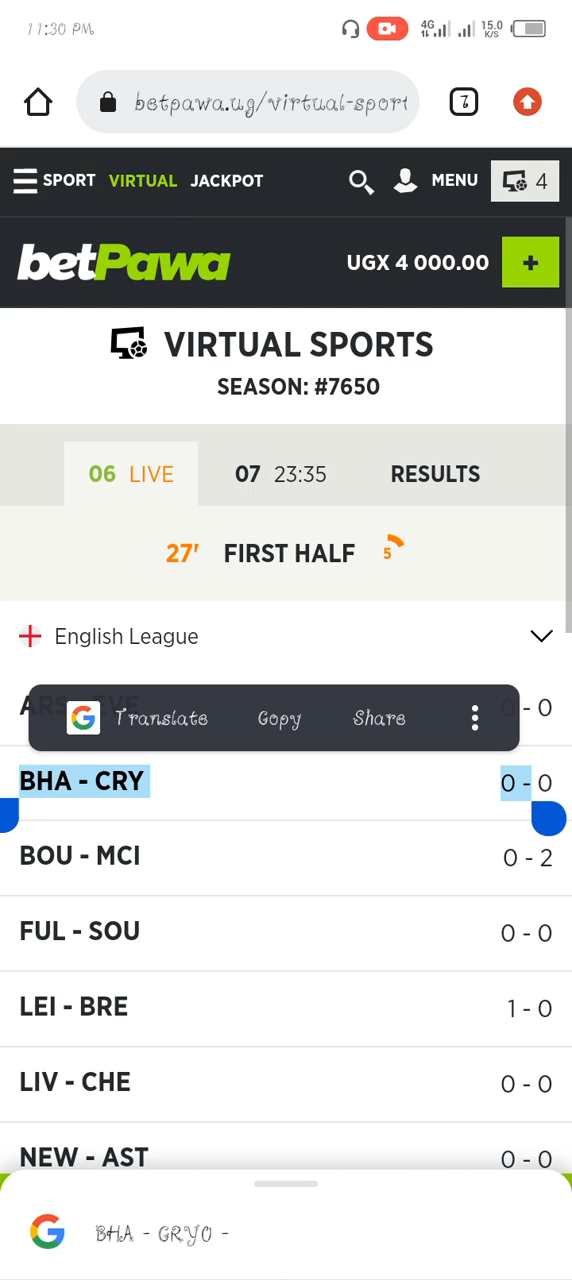 11:30 PM
4G
15.0
K/S
betpawa.ug/virtual-sport
7
SPORT VIRTUAL JACKPOT MENU 4
betPawa UGX 4 000.00 +
VIRTUAL SPORTS
SEASON: #7650
06 LIVE 07 23:35 RESULTS
27' FIRST HALF 5
English League
ARS - EVE 0 - 0
Translate Copy Share
BHA - CRY 0 - 0
BOU - MCI 0 - 2
FUL - SOU 0 - 0
LEI - BRE 1 - 0
LIV - CHE 0 - 0
NEW - AST 0 - 0
BHA - CRY0 -